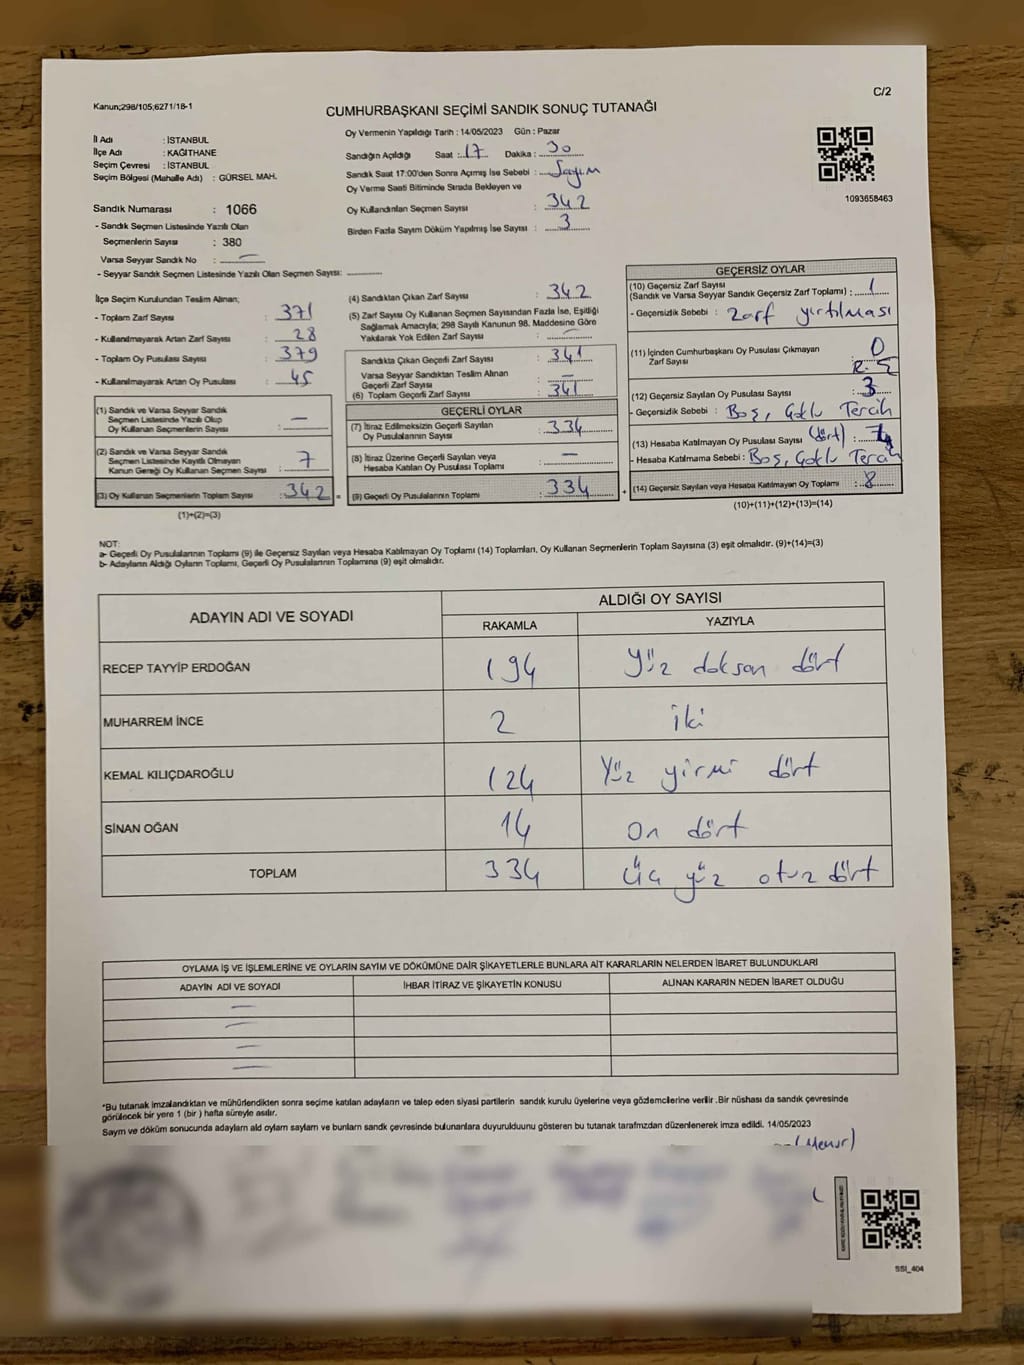 Kanun;298/105;6271/18-1
C/2
CUMHURBAŞKANI SEÇİMİ SANDIK SONUÇ TUTANAĞI
İl Adı : İSTANBUL
İlçe Adı : KAĞITHANE
Seçim Çevresi : İSTANBUL
Seçim Bölgesi (Mahalle Adı) : GÜRSEL MAH.
Sandık Numarası : 1066
- Sandık Seçmen Listesinde Yazılı Olan
Seçmenlerin Sayısı : 380
Varsa Seyyar Sandık No : —
- Seyyar Sandık Seçmen Listesinde Yazılı Olan Seçmen Sayısı: ............
Oy Vermenin Yapıldığı Tarih : 14/05/2023 Gün : Pazar
Sandığın Açıldığı Saat : 17 Dakika : 30
Sandık Saat 17:00'den Sonra Açımış İse Sebebi : Sayım
Oy Verme Saati Bitiminde Sırada Bekleyen ve
Oy Kullandırılan Seçmen Sayısı : 342
Birden Fazla Sayım Döküm Yapılmış İse Sayısı : 3
1093658463
İlçe Seçim Kurulundan Teslim Alınan;
- Toplam Zarf Sayısı : 371
- Kullanılmayarak Artan Zarf Sayısı : 28
- Toplam Oy Pusulası Sayısı : 379
- Kullanılmayarak Artan Oy Pusulası : 45
(1) Sandık ve Varsa Seyyar Sandık
Seçmen Listesinde Yazılı Olup
Oy Kullanan Seçmenlerin Sayısı : —
(2) Sandık ve Varsa Seyyar Sandık
Seçmen Listesinde Kayıtlı Olmayan
Kanun Gereği Oy Kullanan Seçmen Sayısı : 7
(3) Oy Kullanan Seçmenlerin Toplam Sayısı : 342 =
(1)+(2)=(3)
(4) Sandıktan Çıkan Zarf Sayısı : 342
(5) Zarf Sayısı Oy Kullanan Seçmen Sayısından Fazla İse, Eşitliği
Sağlamak Amacıyla; 298 Sayılı Kanunun 98. Maddesine Göre
Yakılarak Yok Edilen Zarf Sayısı : —
Sandıkta Çıkan Geçerli Zarf Sayısı : 341
Varsa Seyyar Sandıktan Teslim Alınan
Geçerli Zarf Sayısı : —
(6) Toplam Geçerli Zarf Sayısı : 341
GEÇERLİ OYLAR
(7) İtiraz Edilmeksizin Geçerli Sayılan
Oy Pusulalarının Sayısı : 334
(8) İtiraz Üzerine Geçerli Sayılan veya
Hesaba Katılan Oy Pusulası Toplamı : —
(9) Geçerli Oy Pusulalarının Toplamı : 334 +
GEÇERSİZ OYLAR
(10) Geçersiz Zarf Sayısı
(Sandık ve Varsa Seyyar Sandık Geçersiz Zarf Toplamı) : 1
- Geçersizlik Sebebi : Zarf yırtılması
(11) İçinden Cumhurbaşkanı Oy Pusulası Çıkmayan
Zarf Sayısı : 0
(12) Geçersiz Sayılan Oy Pusulası Sayısı : 3
- Geçersizlik Sebebi : Boş, Çoklu Tercih
(13) Hesaba Katılmayan Oy Pusulası Sayısı (dört) : 4
- Hesaba Katılmama Sebebi : Boş, Çoklu Tercih
(14) Geçersiz Sayılan veya Hesaba Katılmayan Oy Toplamı : 8
(10)+(11)+(12)+(13)=(14)
NOT:
a- Geçerli Oy Pusulalarının Toplamı (9) ile Geçersiz Sayılan veya Hesaba Katılmayan Oy Toplamı (14) Toplamları, Oy Kullanan Seçmenlerin Toplam Sayısına (3) eşit olmalıdır. (9)+(14)=(3)
b- Adayların Aldığı Oyların Toplamı, Geçerli Oy Pusulalarının Toplamına (9) eşit olmalıdır.
ADAYIN ADI VE SOYADI ALDIĞI OY SAYISI
RAKAMLA YAZIYLA
RECEP TAYYİP ERDOĞAN 194 Yüz doksan dört
MUHARREM İNCE 2 iki
KEMAL KILIÇDAROĞLU 124 Yüz yirmi dört
SİNAN OĞAN 14 on dört
TOPLAM 334 Üç yüz otuz dört
OYLAMA İŞ VE İŞLEMLERİNE VE OYLARIN SAYIM VE DÖKÜMÜNE DAİR ŞİKAYETLERLE BUNLARA AİT KARARLARIN NELERDEN İBARET BULUNDUKLARI
ADAYIN ADI VE SOYADI İHBAR İTİRAZ VE ŞİKAYETİN KONUSU ALINAN KARARIN NEDEN İBARET OLDUĞU
—
—
—
—
*Bu tutanak imzalandıktan ve mühürlendikten sonra seçime katılan adayların ve talep eden siyasi partilerin sandık kurulu üyelerine veya gözlemcilerine verilir .Bir nüshası da sandık çevresinde
görülecek bir yere 1 (bir ) hafta süreyle asılır.
Sayım ve döküm sonucunda adayların aldı oyların sayıların ve bunların sandk çevresinde bulunanlara duyurulduunu gösteren bu tutanak tarafmzdan düzenlenerek imza edildi. 14/05/2023
(Memur)
SSI_404